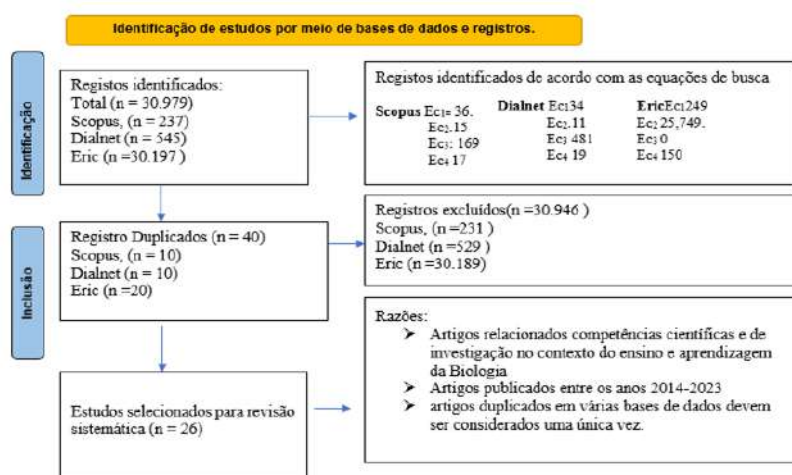 Identificação de estudos por meio de bases de dados e registros.
Identificação
Registos identificados:
Total (n = 30.979)
Scopus, (n = 237)
Dialnet (n = 545)
Eric (n =30.197 )
Registos identificados de acordo com as equações de busca
Scopus Ec1= 36.
Ec2. 15
Ec3: 169
Ec4 17
Dialnet Ec134
Ec2. 11
Ec3 481
Ec4 19
EricEc1249
Ec2 25,749.
Ec3 0
Ec4 150
Inclusão
Registro Duplicados (n = 40)
Scopus, (n = 10)
Dialnet (n = 10)
Eric (n =20)
Registros excluídos(n =30.946 )
Scopus, (n =231 )
Dialnet (n =529 )
Eric (n =30.189)
Estudos selecionados para revisão
sistemática (n = 26)
Razões:
➤ Artigos relacionados competências científicas e de
investigação no contexto do ensino e aprendizagem
da Biologia
➤ Artigos publicados entre os anos 2014-2023
➤ artigos duplicados em várias bases de dados devem
ser considerados uma única vez.